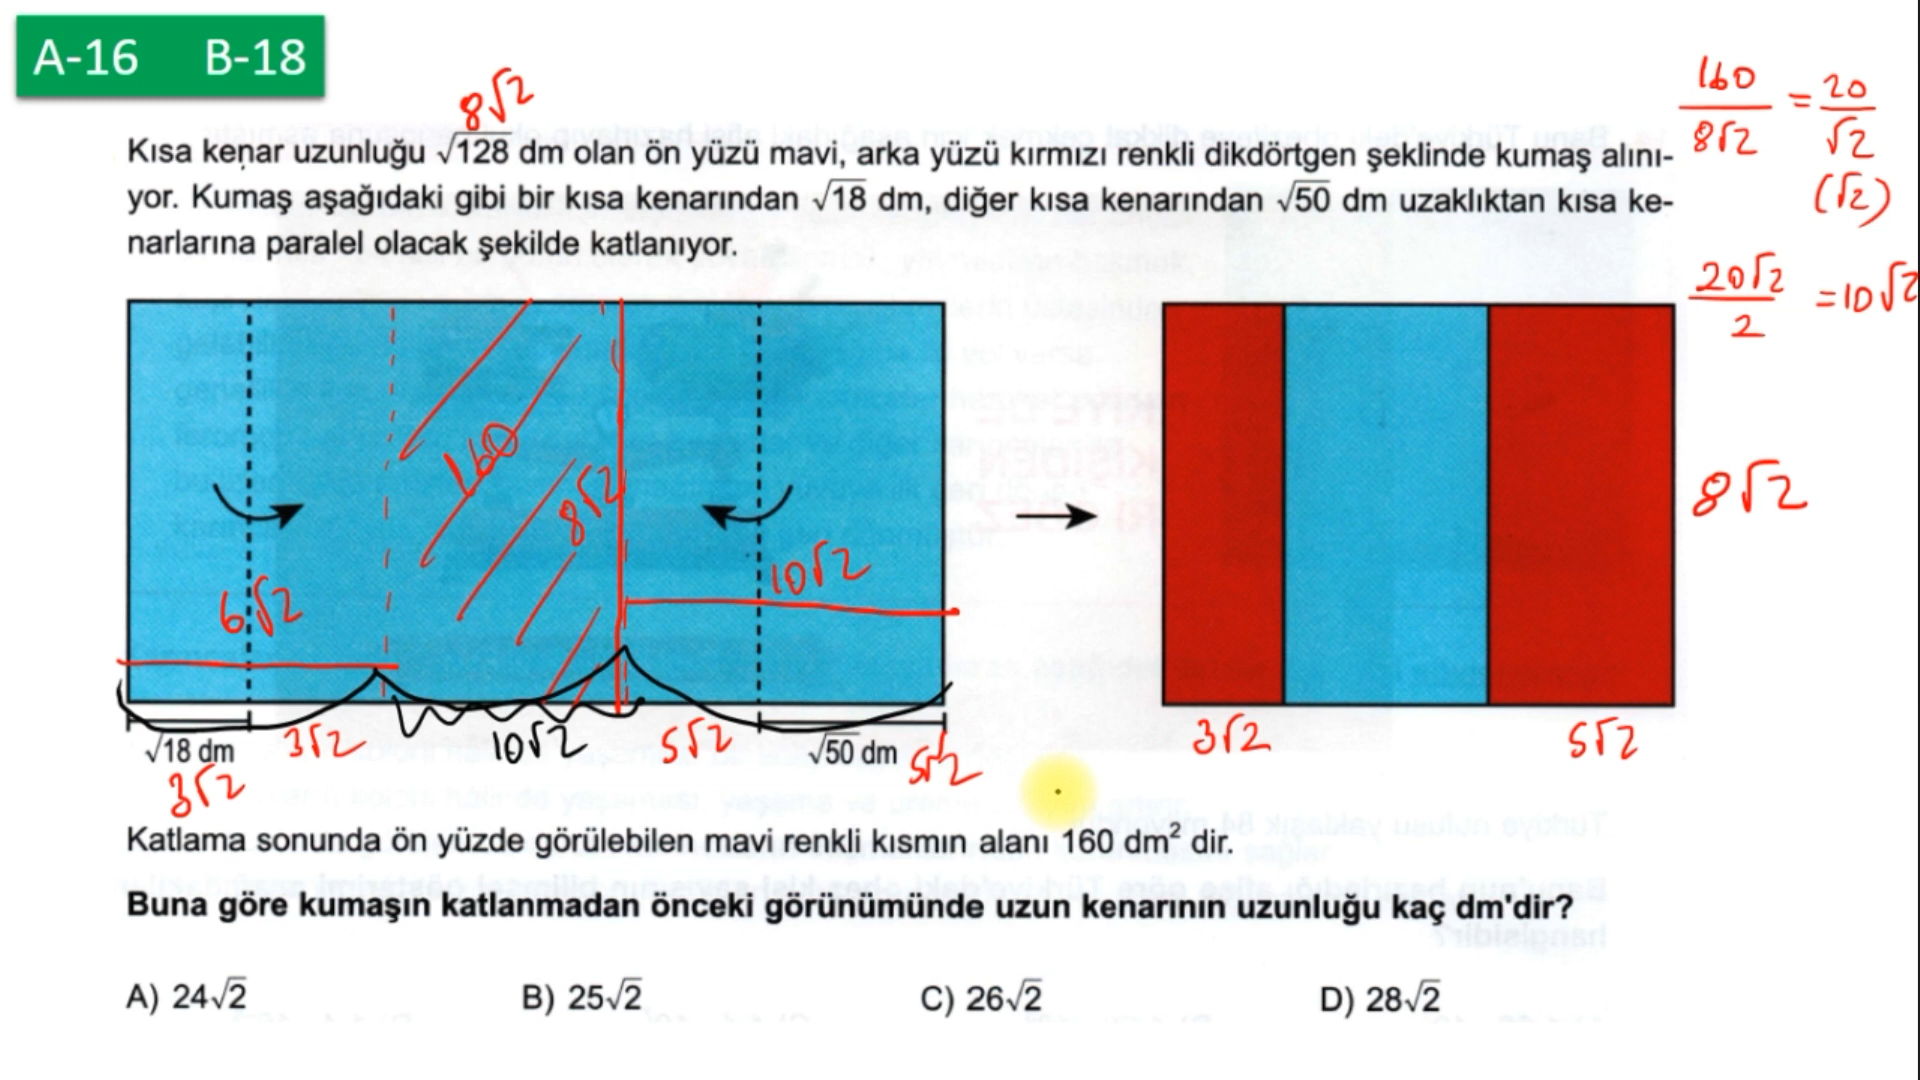 A-16 B-18
8√2
Kısa kenar uzunluğu √128 dm olan ön yüzü mavi, arka yüzü kırmızı renkli dikdörtgen şeklinde kumaş alını-
yor. Kumaş aşağıdaki gibi bir kısa kenarından √18 dm, diğer kısa kenarından √50 dm uzaklıktan kısa ke-
narlarına paralel olacak şekilde katlanıyor.
160/8√2 = 20/√2
(√2)
20√2/2 = 10√2
160
8√2
6√2
10√2
8√2
√18 dm
3√2
3√2
10√2
5√2
√50 dm
5√2
3√2
5√2
Katlama sonunda ön yüzde görülebilen mavi renkli kısmın alanı 160 dm² dir.
Buna göre kumaşın katlanmadan önceki görünümünde uzun kenarının uzunluğu kaç dm'dir?
A) 24√2 B) 25√2 C) 26√2 D) 28√2